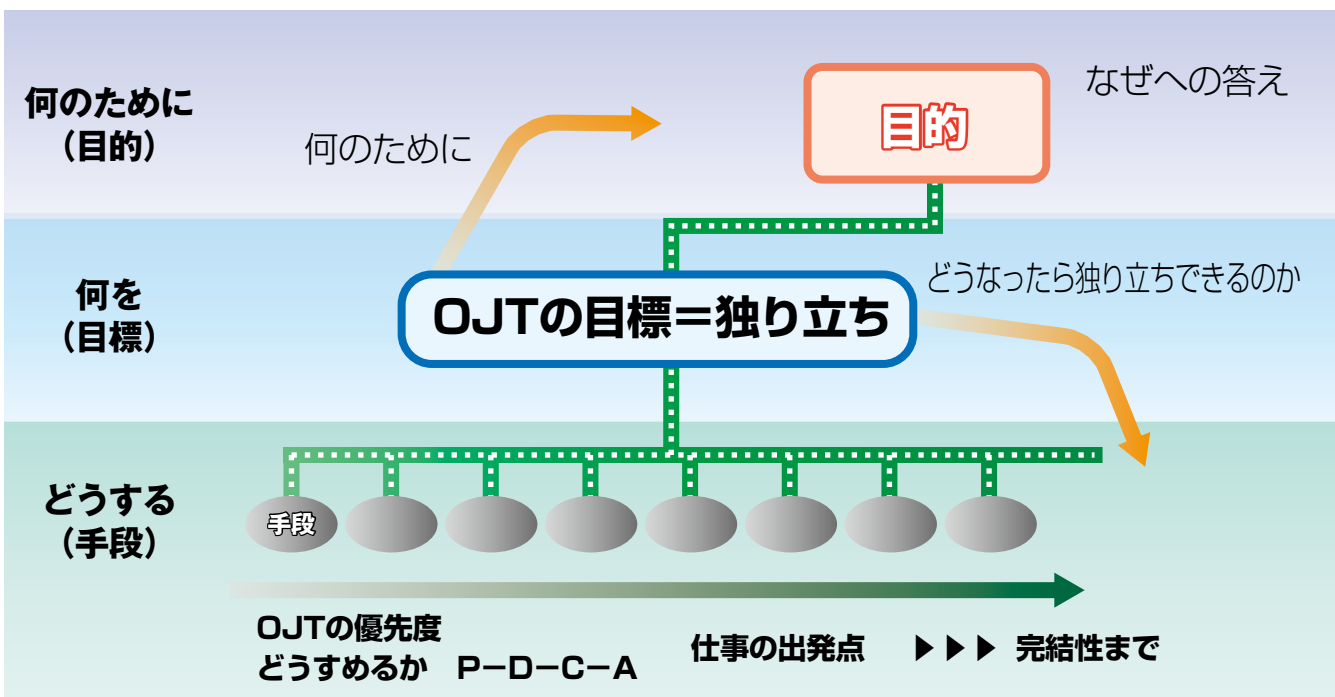 何のために
(目的)
何のために
目的
なぜへの答え
何を
(目標)
OJTの目標=独り立ち
どうなったら独り立ちできるのか
どうする
(手段)
手段
OJTの優先度
どうすめるか P−D−C−A
仕事の出発点 ▶▶▶ 完結性まで